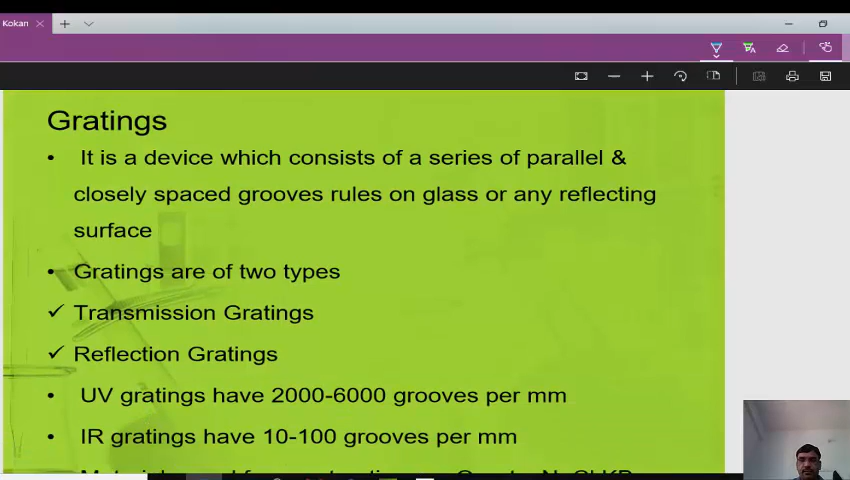 Kokan
Gratings
• It is a device which consists of a series of parallel &
closely spaced grooves rules on glass or any reflecting
surface
• Gratings are of two types
✓ Transmission Gratings
✓ Reflection Gratings
• UV gratings have 2000-6000 grooves per mm
• IR gratings have 10-100 grooves per mm